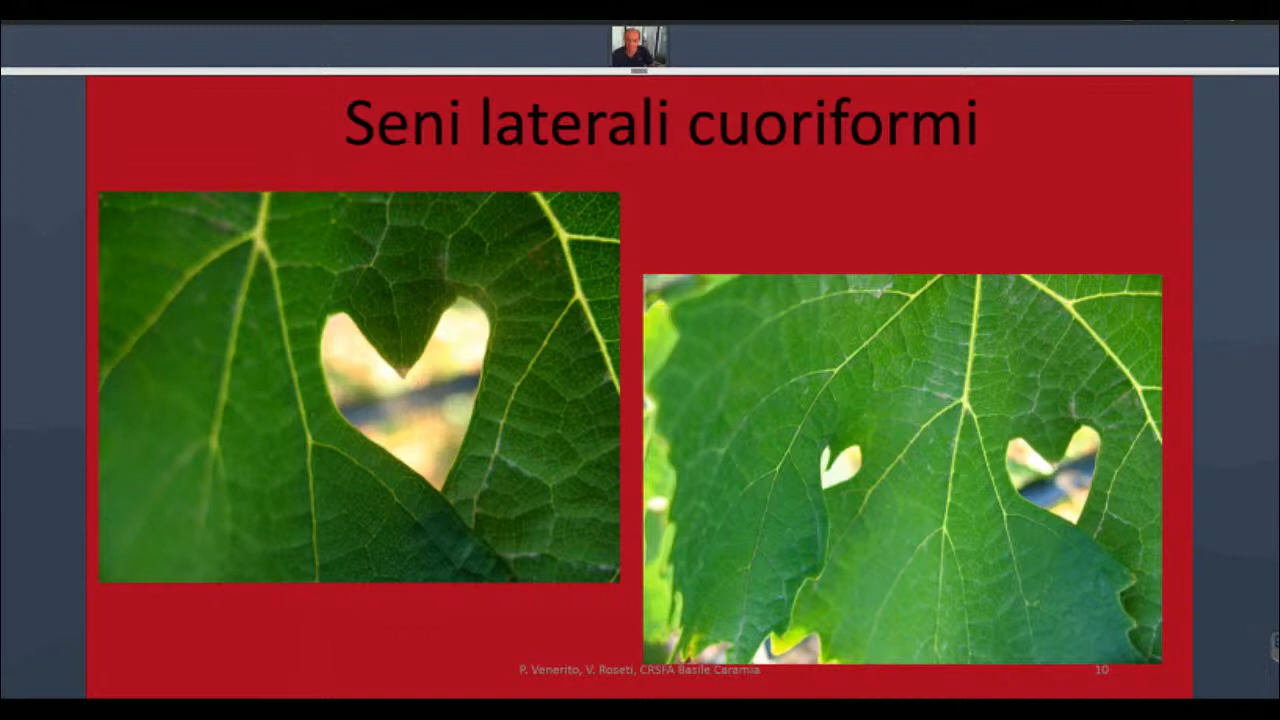 Seni laterali cuoriformi
P. Venerito, V. Roseti, CRSFA Basile Caramia
10